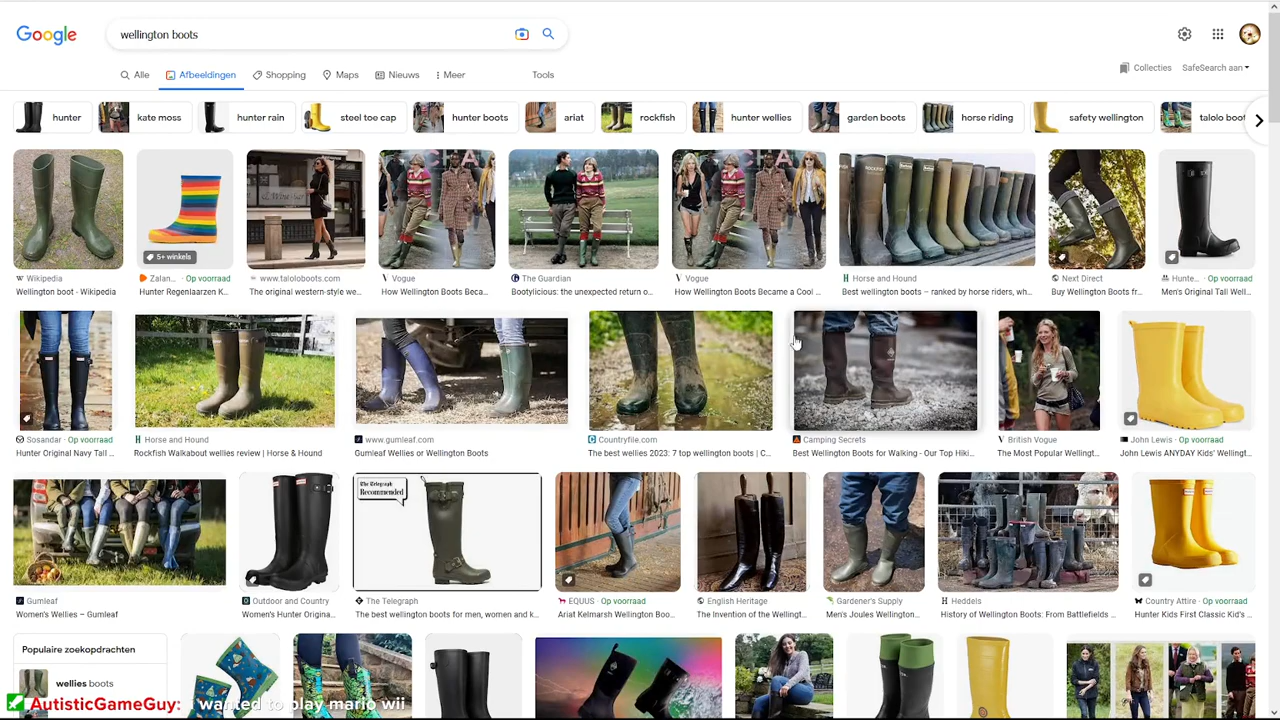 Google
wellington boots
Alle
Afbeeldingen
Shopping
Maps
Nieuws
Meer
Tools
Collecties
SafeSearch aan
hunter
kate moss
hunter rain
steel toe cap
hunter boots
ariat
rockfish
hunter wellies
garden boots
horse riding
safety wellington
talolo boot
5+ winkels
Wikipedia
Zalan... · Op voorraad
www.taloloboots.com
Vogue
The Guardian
Vogue
Horse and Hound
Next Direct
Hunte... · Op voorraad
Wellington boot - Wikipedia
Hunter Regenlaarzen K...
The original western-style we...
How Wellington Boots Beca...
Bootylicious: the unexpected return o...
How Wellington Boots Became a Cool ...
Best wellington boots – ranked by horse riders, wh...
Buy Wellington Boots fr...
Men's Original Tall Well...
Sosandar · Op voorraad
Horse and Hound
www.gumleaf.com
Countryfile.com
Camping Secrets
British Vogue
John Lewis · Op voorraad
Hunter Original Navy Tall ...
Rockfish Walkabout wellies review | Horse & Hound
Gumleaf Wellies or Wellington Boots
The best wellies 2023: 7 top wellington boots | C...
Best Wellington Boots for Walking - Our Top Hiki...
The Most Popular Wellingt...
John Lewis ANYDAY Kids' Wellingt...
The Telegraph
Recommended
Gumleaf
Outdoor and Country
The Telegraph
EQUUS · Op voorraad
English Heritage
Gardener's Supply
Heddels
Country Attire · Op voorraad
Women's Wellies – Gumleaf
Women's Hunter Origina...
The best wellington boots for men, women and k...
Ariat Kelmarsh Wellington Boo...
The Invention of the Wellingt...
Men's Joules Wellington...
History of Wellington Boots: From Battlefields ...
Hunter Kids First Classic Kid's ...
Populaire zoekopdrachten
wellies boots
AutisticGameGuy: I wanted to play mario wii